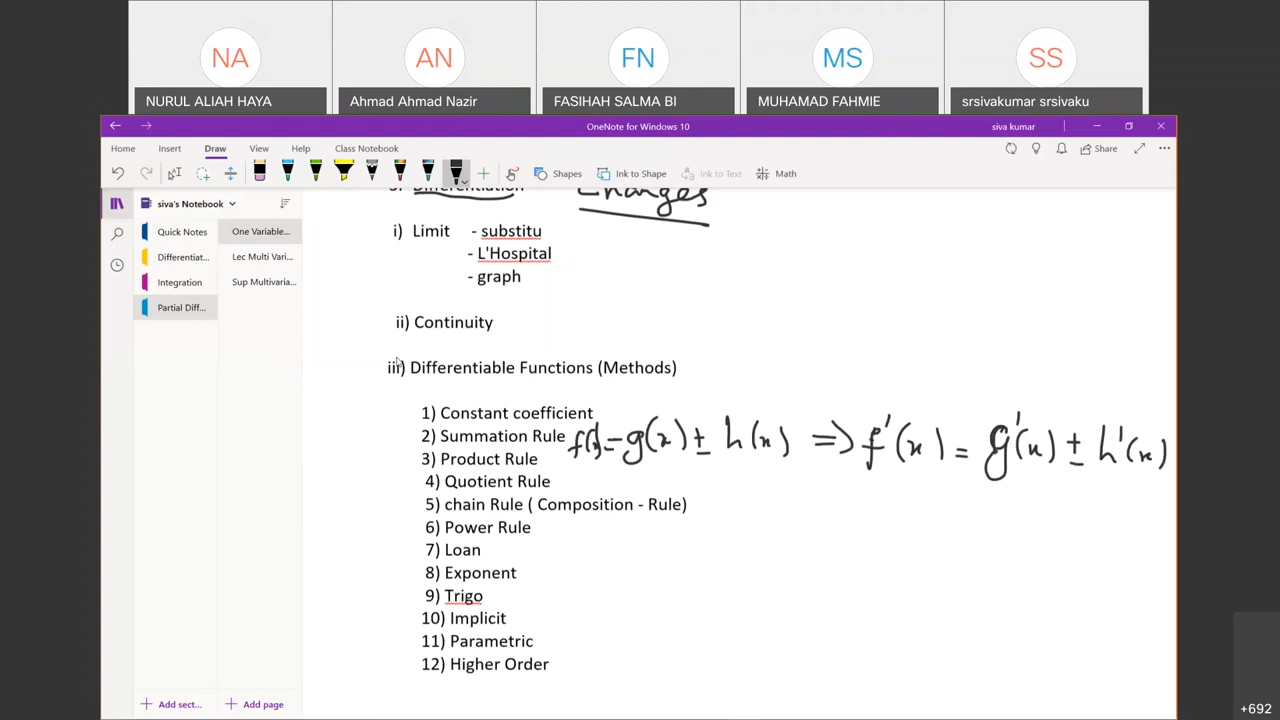 NA AN FN MS SS
NURUL ALIAH HAYA Ahmad Ahmad Nazir FASIHAH SALMA BI MUHAMAD FAHMIE srsivakumar srsivaku
OneNote for Windows 10 siva kumar
Home Insert Draw View Help Class Notebook Share
Shapes Ink to Shape Ink to Text Math
siva's Notebook
Quick Notes One Variable...
Differentiat... Lec Multi Vari...
Integration Sup Multivaria...
Partial Diff...
Differentiation Changes
i) Limit - substitu
- L'Hospital
- graph
ii) Continuity
iii) Differentiable Functions (Methods)
1) Constant coefficient
2) Summation Rule f(x) = g(x) ± h(x) ⇒ f'(x) = g'(x) ± h'(x)
3) Product Rule
4) Quotient Rule
5) chain Rule ( Composition - Rule)
6) Power Rule
7) Loan
8) Exponent
9) Trigo
10) Implicit
11) Parametric
12) Higher Order
Add sect... Add page
+692